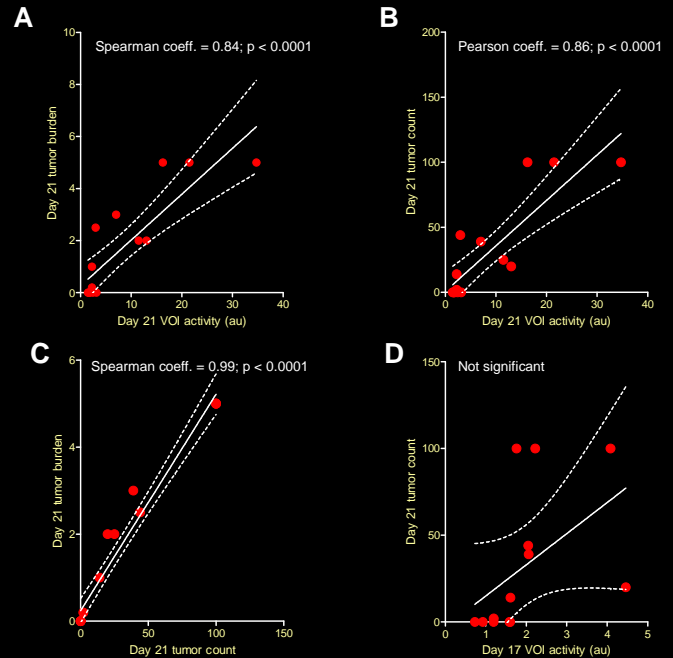 A
Spearman coeff. = 0.84; p < 0.0001
10
8
6
4
2
0
Day 21 tumor burden
0 10 20 30 40
Day 21 VOI activity (au)
B
Pearson coeff. = 0.86; p < 0.0001
200
150
100
50
0
Day 21 tumor count
0 10 20 30 40
Day 21 VOI activity (au)
C
Spearman coeff. = 0.99; p < 0.0001
6
4
2
0
Day 21 tumor burden
0 50 100 150
Day 21 tumor count
D
Not significant
150
100
50
0
Day 21 tumor count
0 1 2 3 4 5
Day 17 VOI activity (au)